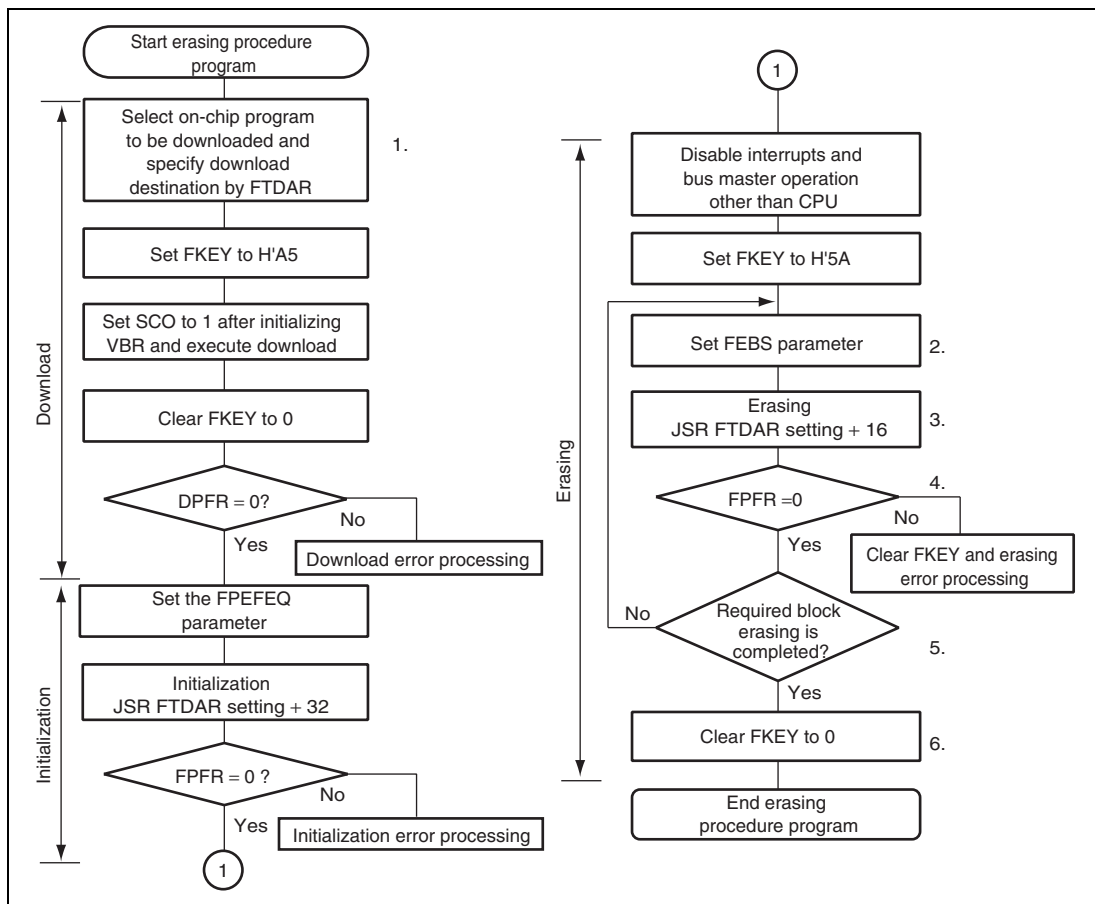 Start erasing procedure
program
Select on-chip program
to be downloaded and
specify download
destination by FTDAR
1.
Set FKEY to H'A5
Set SCO to 1 after initializing
VBR and execute download
Clear FKEY to 0
DPFR = 0?
No
Yes
Download error processing
Download
Set the FPEFEQ
parameter
Initialization
JSR FTDAR setting + 32
FPFR = 0 ?
No
Yes
Initialization error processing
Initialization
1
1
Disable interrupts and
bus master operation
other than CPU
Set FKEY to H'5A
Set FEBS parameter
2.
Erasing
JSR FTDAR setting + 16
3.
4.
FPFR =0
No
Yes
Clear FKEY and erasing
error processing
No
Required block
erasing is
completed?
5.
Yes
Clear FKEY to 0
6.
Erasing
End erasing
procedure program